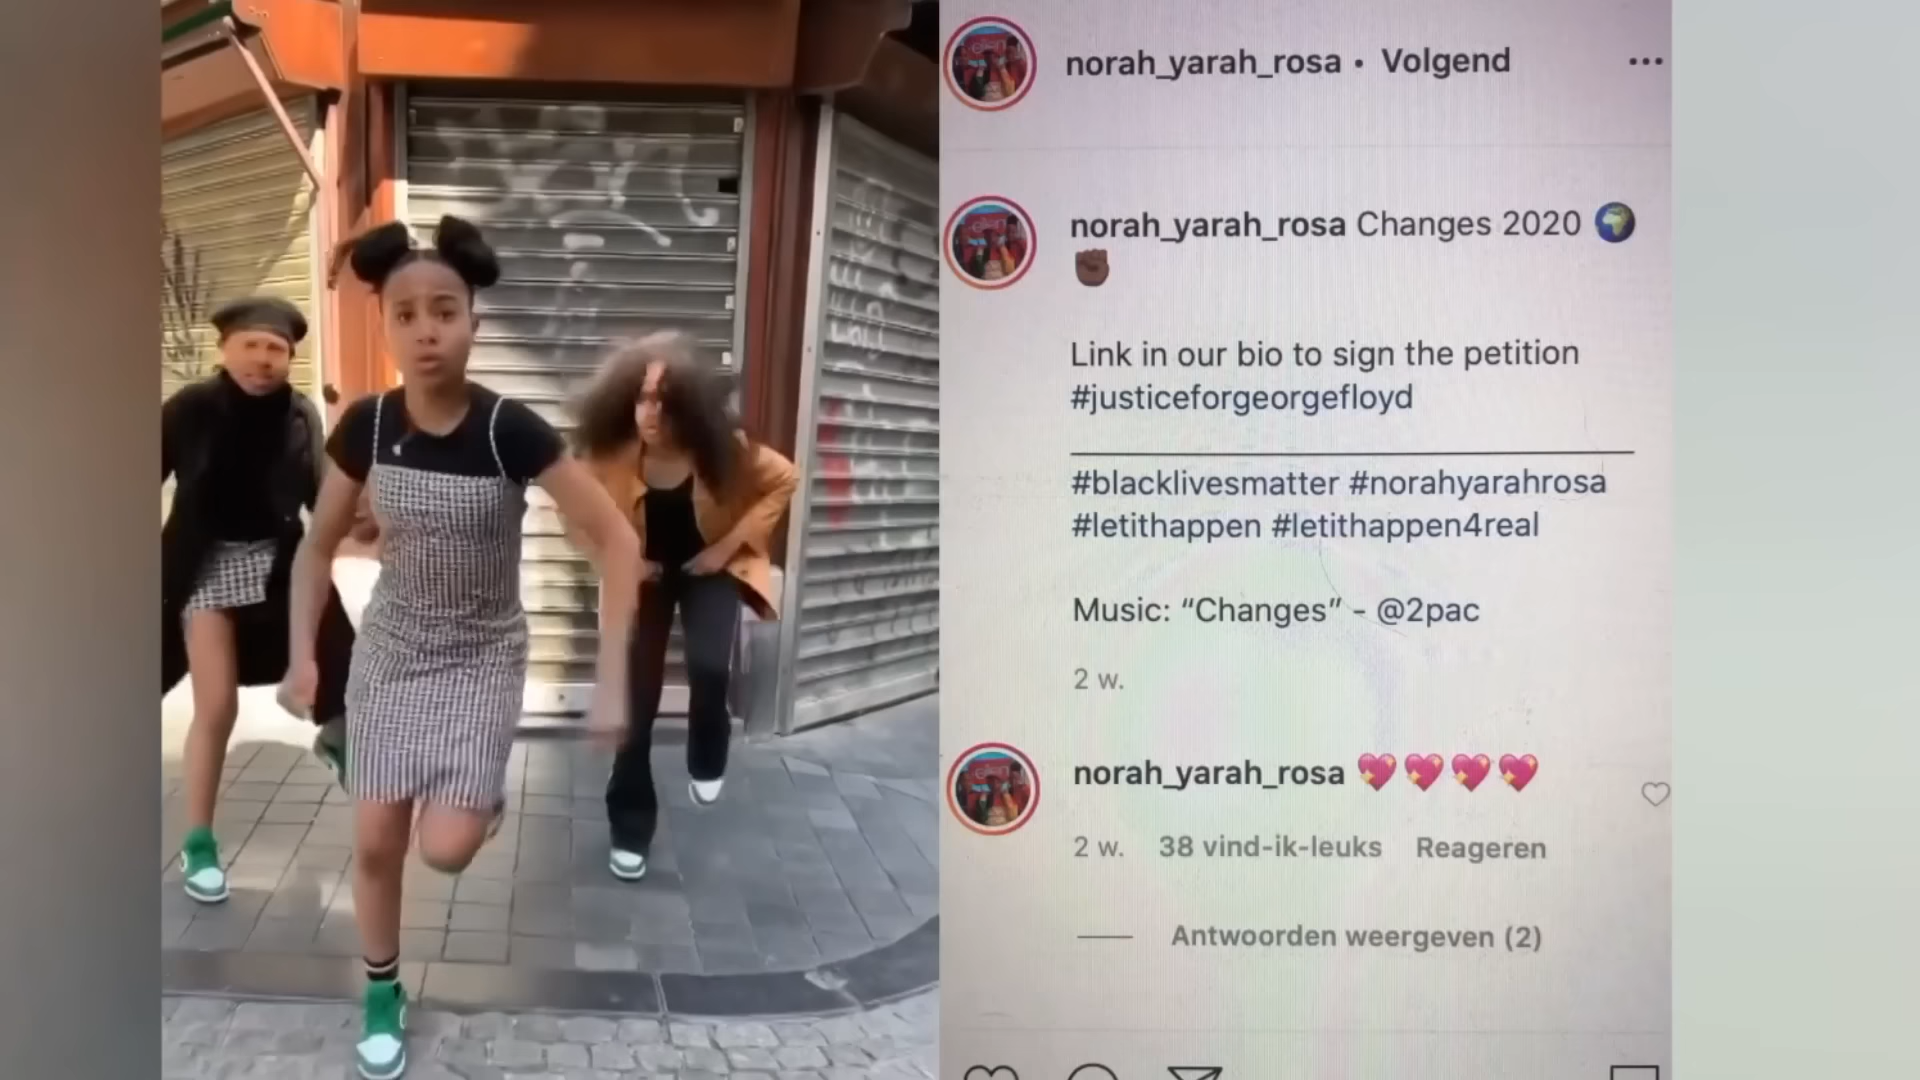 norah_yarah_rosa • Volgend
norah_yarah_rosa Changes 2020 🌍
✊🏿
Link in our bio to sign the petition
#justiceforgeorgefloyd
#blacklivesmatter #norahyarahrosa
#letithappen #letithappen4real
Music: “Changes” - @2pac
2 w.
norah_yarah_rosa 💖💖💖💖
2 w. 38 vind-ik-leuks Reageren
Antwoorden weergeven (2)